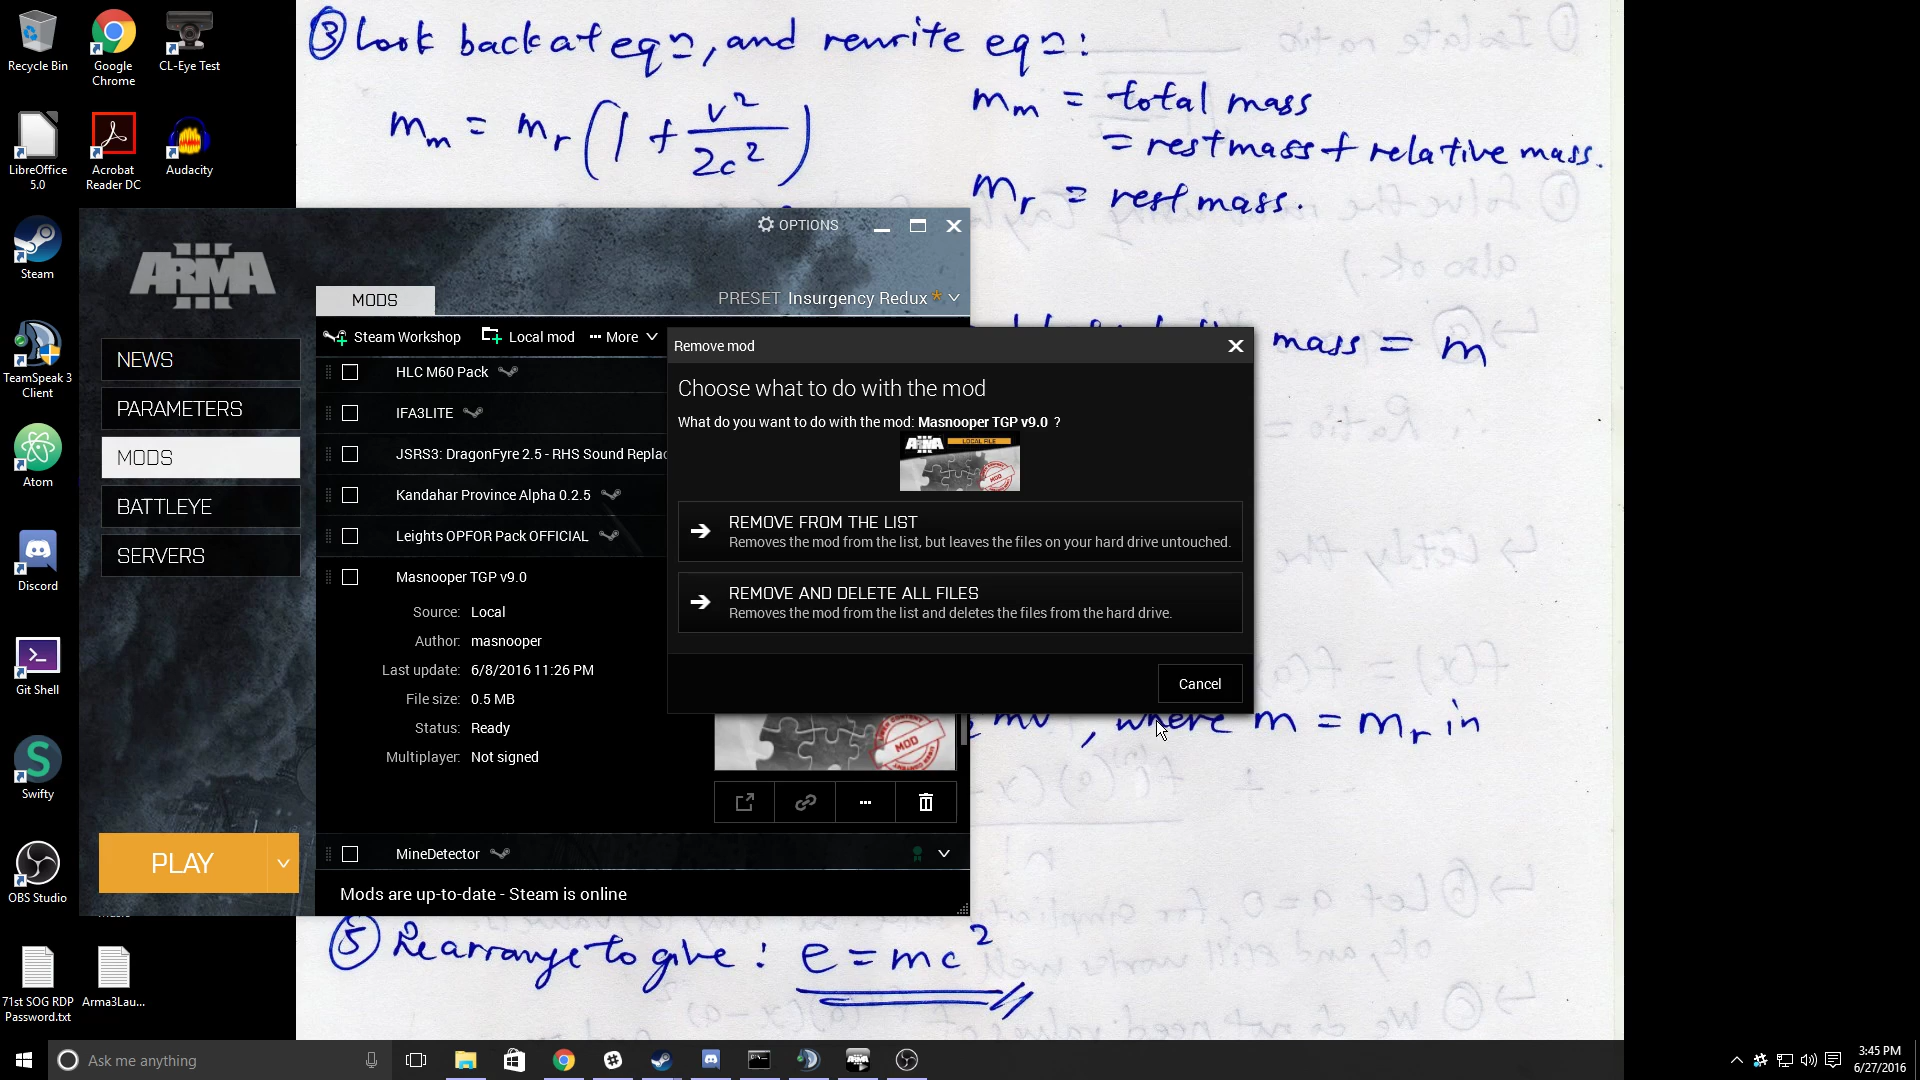 ③ Look back at eqn, and rewrite eqn:
mm = mr (1 + v²/2c²)
mm = total mass
= restmass + relative mass.
mr = rest mass.
mass = m
, where m = mr in
⑤ Rearrange to give: e = mc²
Recycle Bin
Google Chrome
CL-Eye Test
LibreOffice 5.0
Acrobat Reader DC
Audacity
Steam
TeamSpeak 3 Client
Atom
Discord
Git Shell
Swifty
OBS Studio
71st SOG RDP Password.txt
Arma3Lau...
OPTIONS
ARMA III
MODS
PRESET Insurgency Redux *
NEWS
PARAMETERS
MODS
BATTLEYE
SERVERS
PLAY
Steam Workshop
Local mod
··· More
HLC M60 Pack
IFA3LITE
JSRS3: DragonFyre 2.5 - RHS Sound Replac
Kandahar Province Alpha 0.2.5
Leights OPFOR Pack OFFICIAL
Masnooper TGP v9.0
Source: Local
Author: masnooper
Last update: 6/8/2016 11:26 PM
File size: 0.5 MB
Status: Ready
Multiplayer: Not signed
MOD
MineDetector
Mods are up-to-date - Steam is online
Remove mod
Choose what to do with the mod
What do you want to do with the mod: Masnooper TGP v9.0 ?
ARMA III
LOCAL FILE
REMOVE FROM THE LIST
Removes the mod from the list, but leaves the files on your hard drive untouched.
REMOVE AND DELETE ALL FILES
Removes the mod from the list and deletes the files from the hard drive.
Cancel
Ask me anything
3:45 PM
6/27/2016